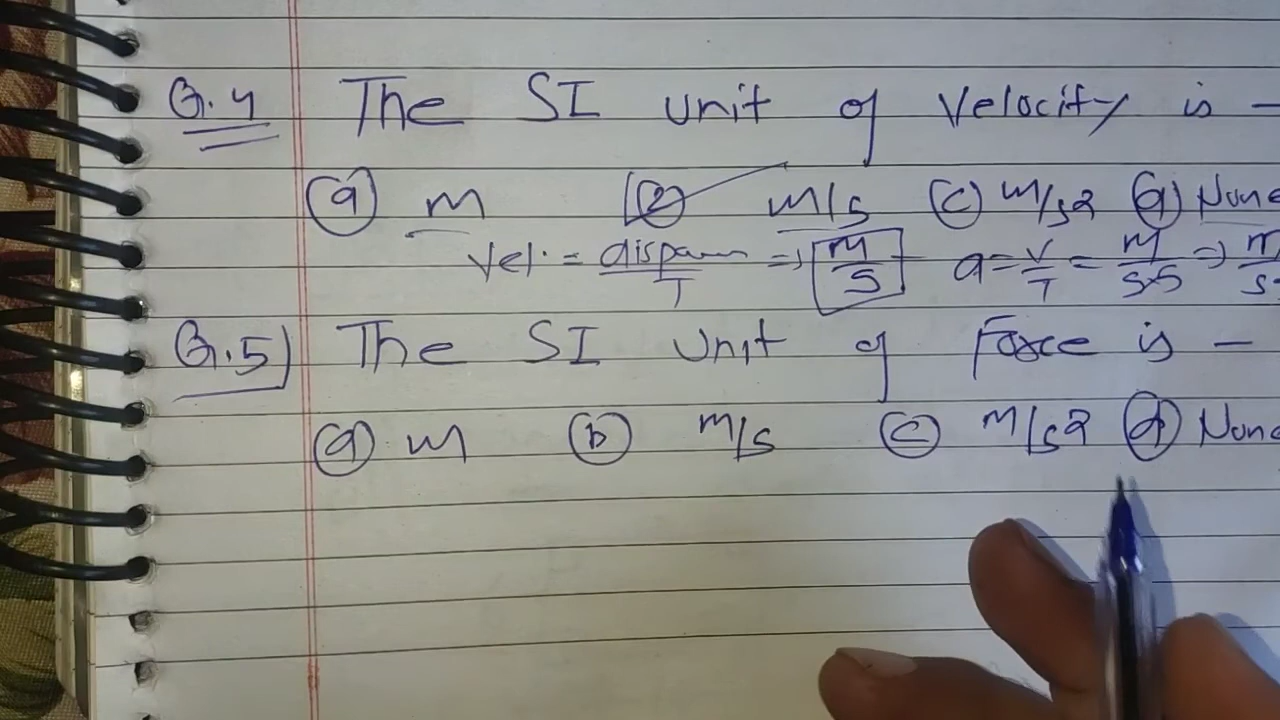 Q.4 The SI unit of Velocity is -
(a) m (b) m/s (c) m/s2 (d) None
Vel. = T => m/s a = v/T = m/s·s => m/s
Q.5) The SI Unit of Force is -
(a) m (b) m/s (c) m/s2 (d) None